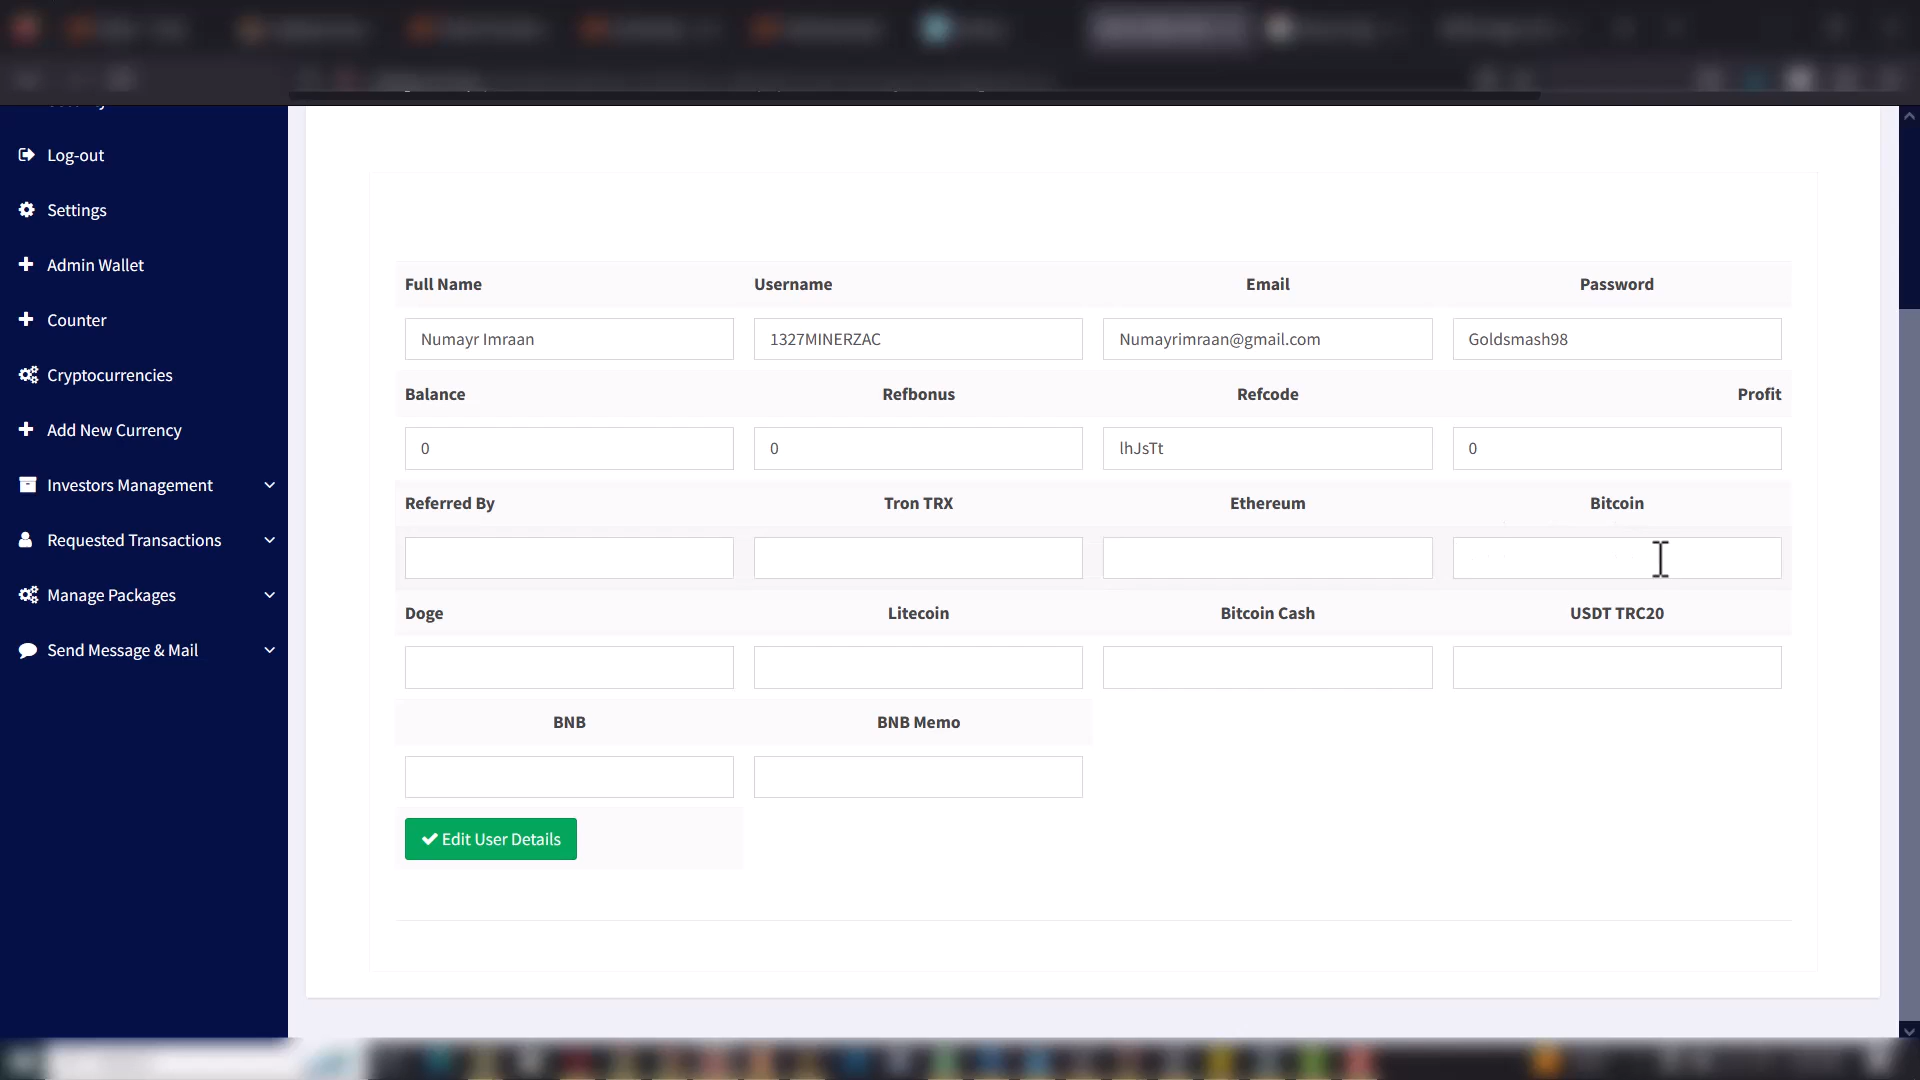 Log-out
Settings
Admin Wallet
Counter
Cryptocurrencies
Add New Currency
Investors Management
Requested Transactions
Manage Packages
Send Message & Mail
Full Name Username Email Password
Numayr Imraan 1327MINERZAC Numayrimraan@gmail.com Goldsmash98
Balance Refbonus Refcode Profit
0 0 lhJsTt 0
Referred By Tron TRX Ethereum Bitcoin
Doge Litecoin Bitcoin Cash USDT TRC20
BNB BNB Memo
Edit User Details